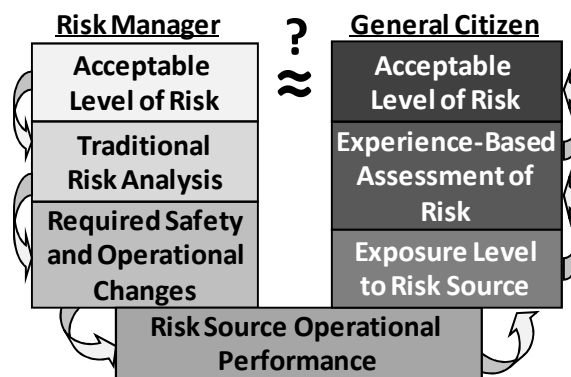 Risk Manager
Acceptable
Level of Risk
Traditional
Risk Analysis
Required Safety
and Operational
Changes
?
≈
General Citizen
Acceptable
Level of Risk
Experience-Based
Assessment of
Risk
Exposure Level
to Risk Source
Risk Source Operational
Performance